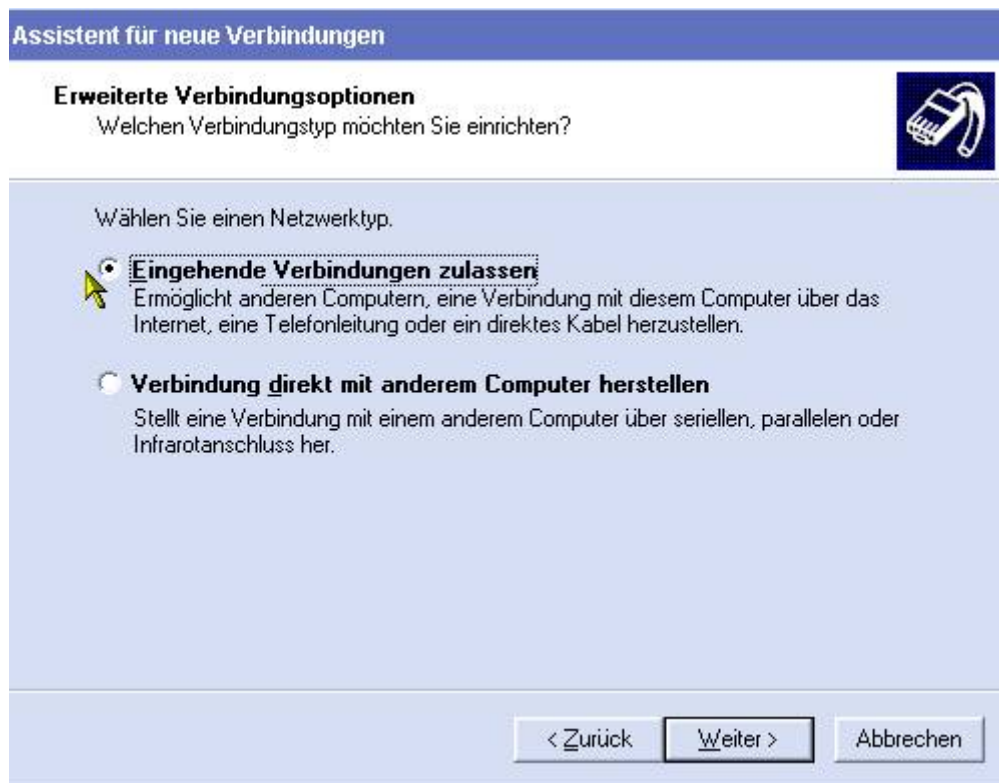 Assistent für neue Verbindungen
Erweiterte Verbindungsoptionen
Welchen Verbindungstyp möchten Sie einrichten?
Wählen Sie einen Netzwerktyp.
Eingehende Verbindungen zulassen
Ermöglicht anderen Computern, eine Verbindung mit diesem Computer über das
Internet, eine Telefonleitung oder ein direktes Kabel herzustellen.
Verbindung direkt mit anderem Computer herstellen
Stellt eine Verbindung mit einem anderem Computer über seriellen, parallelen oder
Infrarotanschluss her.
< Zurück Weiter > Abbrechen